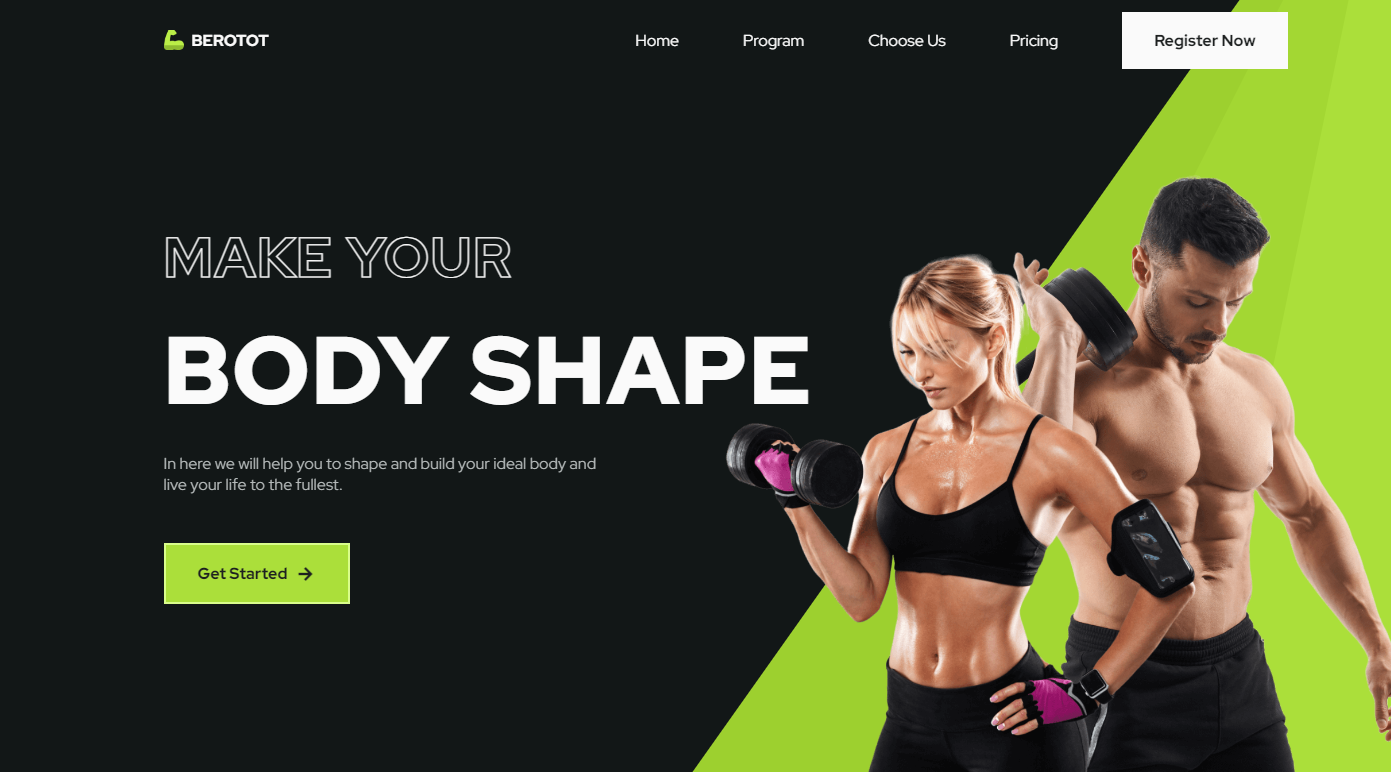 BEROTOT
Home
Program
Choose Us
Pricing
Register Now
MAKE YOUR
BODY SHAPE
In here we will help you to shape and build your ideal body and
live your life to the fullest.
Get Started